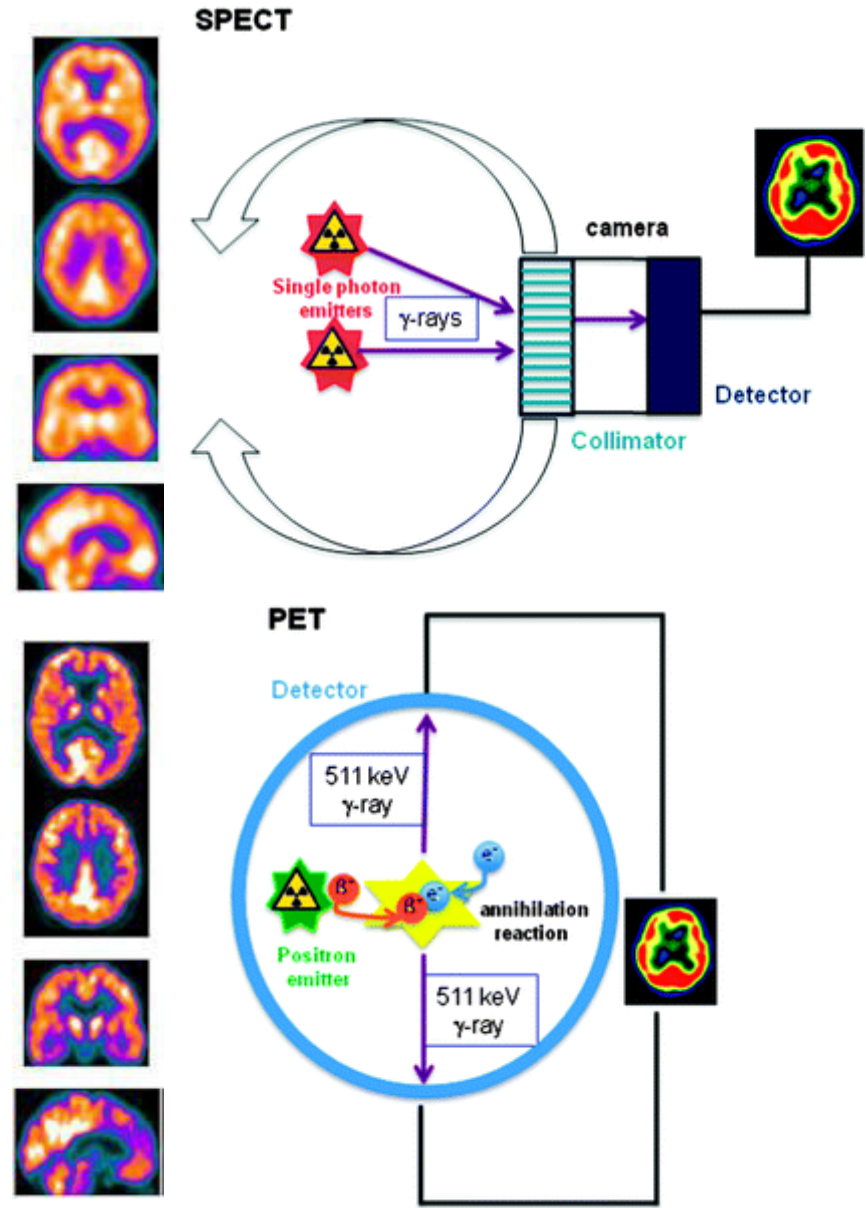 SPECT
camera
Single photon
emitters
γ-rays
Detector
Collimator
PET
Detector
511 keV
γ-ray
e⁻
β⁺
β⁺
e⁻
annihilation
reaction
Positron
emitter
511 keV
γ-ray